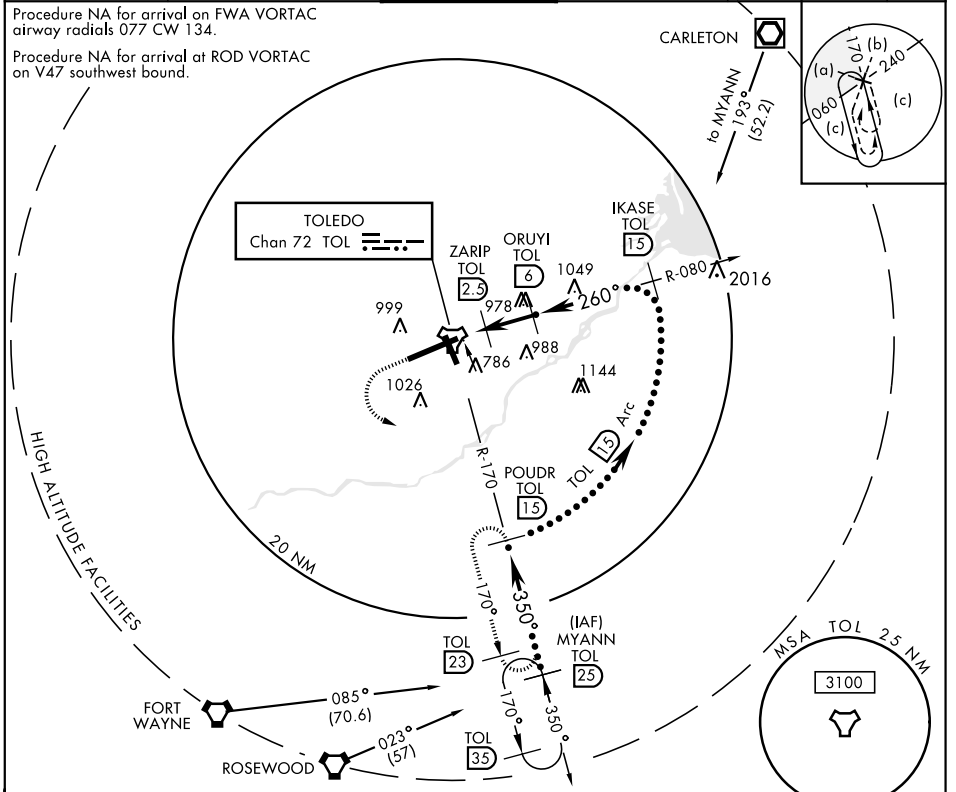 Procedure NA for arrival on FWA VORTAC
airway radials 077 CW 134.
Procedure NA for arrival at ROD VORTAC
on V47 southwest bound.
CARLETON
to MYANN
193°
(52.2)
170
(b)
240
(a)
060
(c)
(c)
TOLEDO
Chan 72 TOL
IKASE
TOL
15
ORUYI
TOL
6
ZARIP
TOL
2.5
1049
R-080
2016
260°
978
999
988
786
1144
1026
R-170
TOL 15 Arc
POUDR
TOL
15
20 NM
HIGH ALTITUDE FACILITIES
170°
350°
(IAF)
MYANN
TOL
25
TOL
23
170°
350°
TOL
35
FORT
WAYNE
085°
(70.6)
ROSEWOOD
023°
(57)
MSA TOL 25 NM
3100